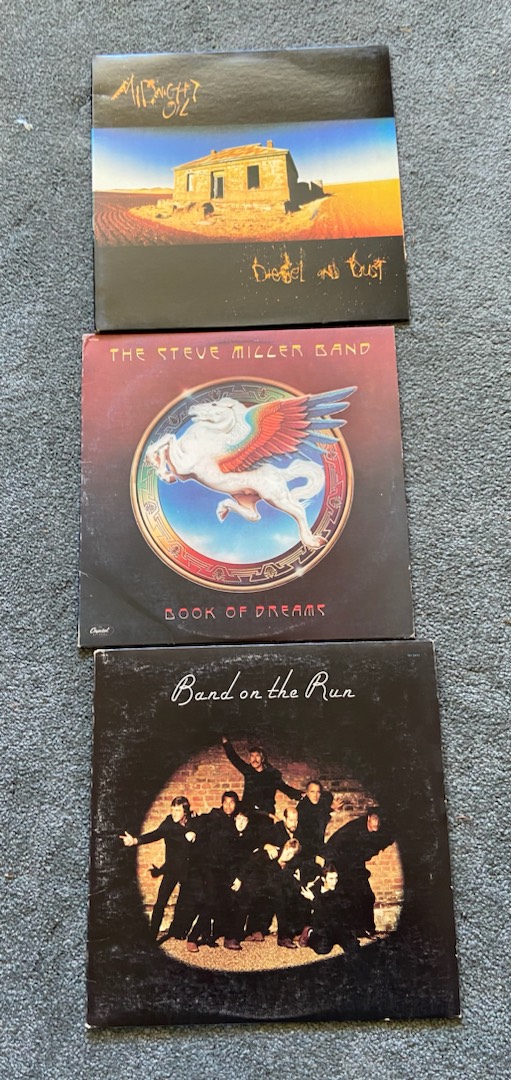 MIDNIGHT
OIL
DIESEL AND DUST
THE STEVE MILLER BAND
BOOK OF DREAMS
Capitol
Band on the Run